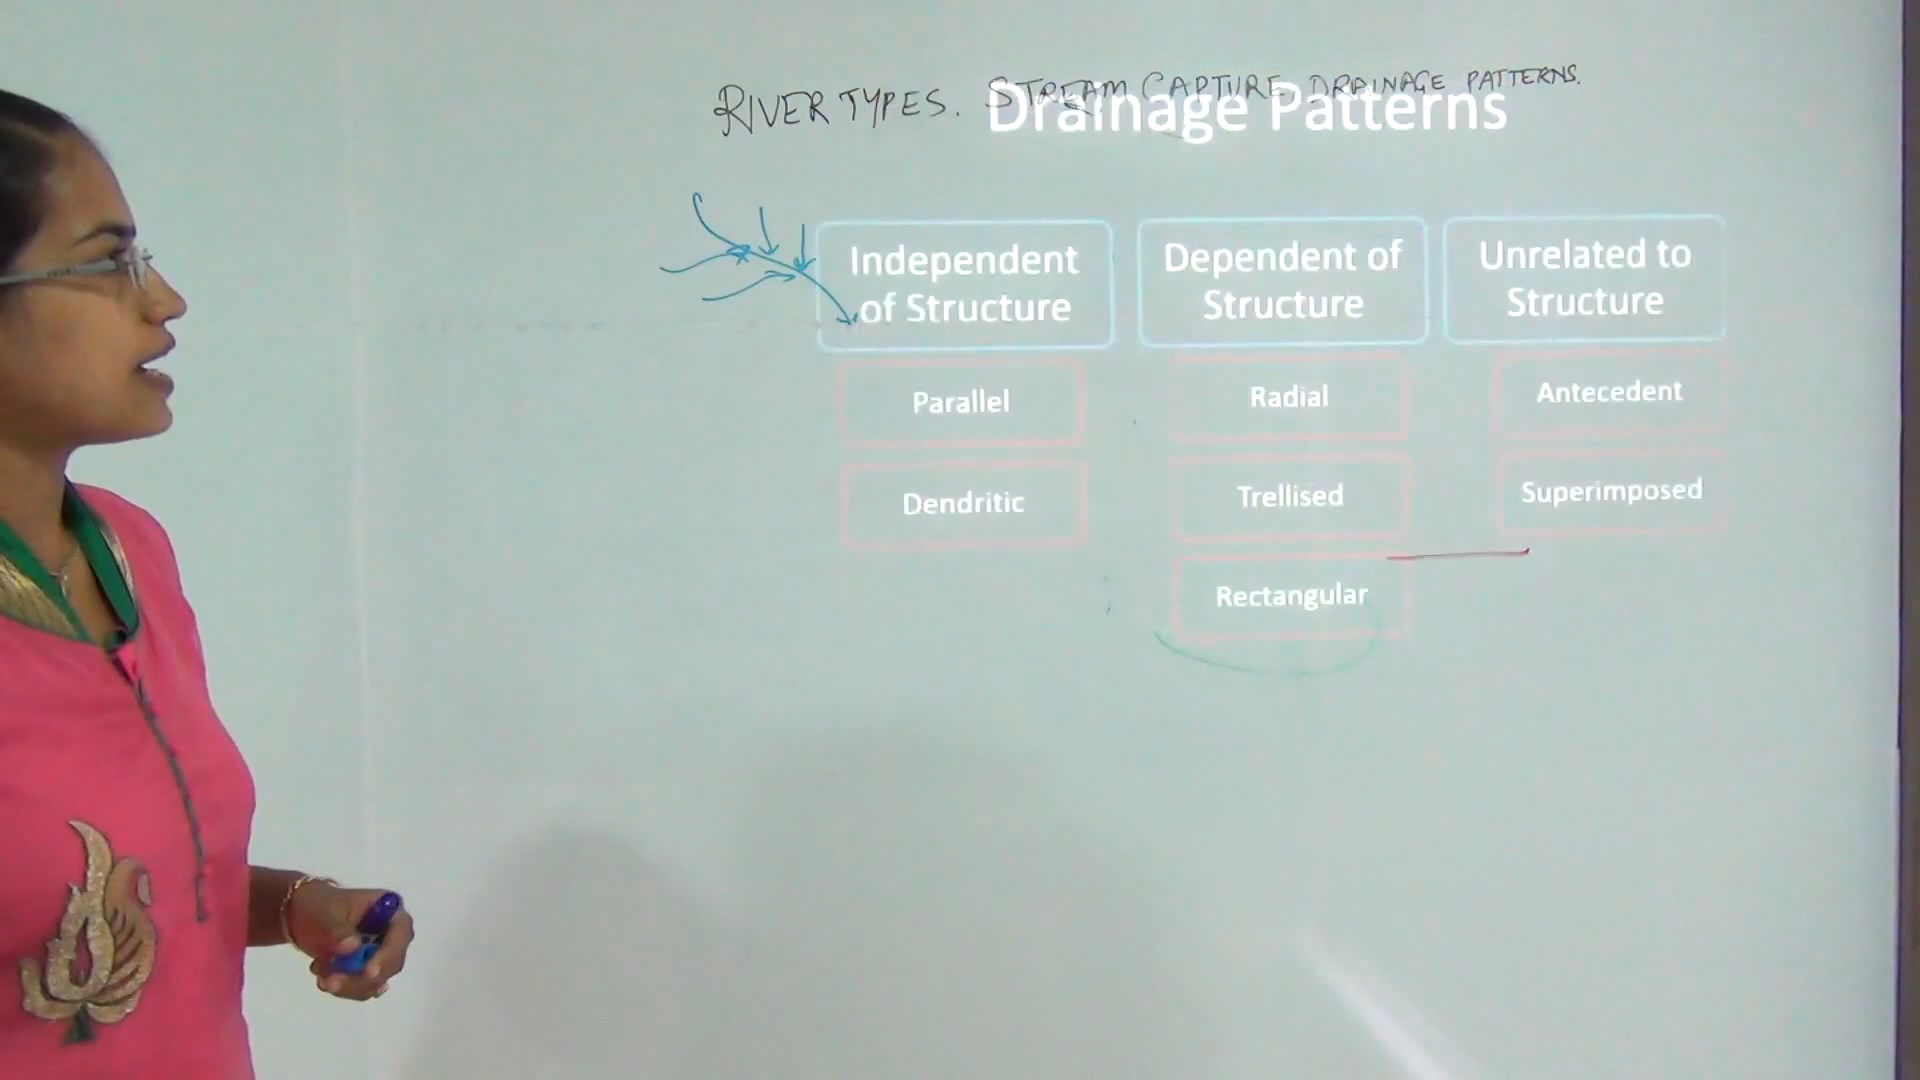 RIVER TYPES. STREAM CAPTURE, DRAINAGE PATTERNS.
Drainage Patterns
Independent
of Structure
Parallel
Dendritic
Dependent of
Structure
Radial
Trellised
Rectangular
Unrelated to
Structure
Antecedent
Superimposed